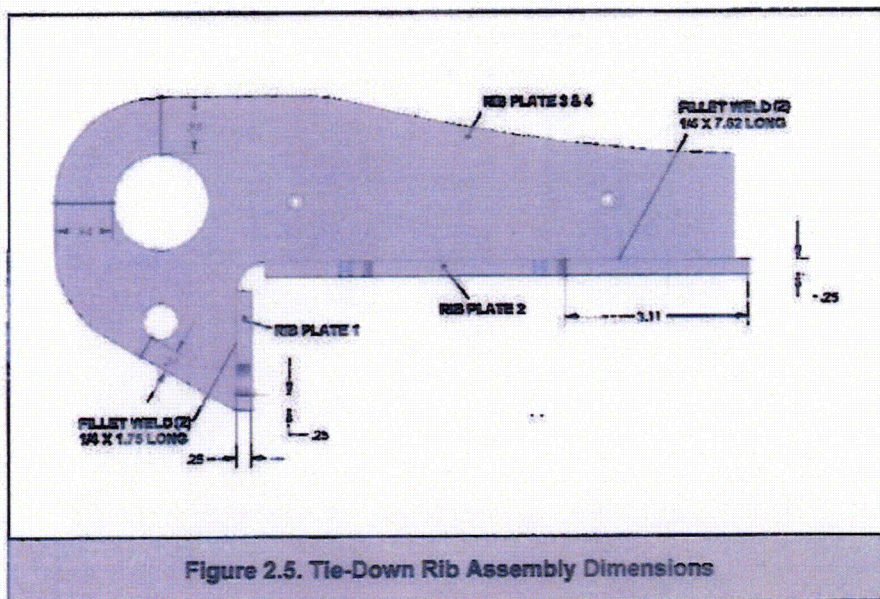 RIB PLATE 3 & 4
FILLET WELD (2)
1/4 X 7.62 LONG
-.25
RIB PLATE 2
3.11
RIB PLATE 1
FILLET WELD (2)
1/4 X 1.75 LONG
.25
.25
Figure 2.5. Tie-Down Rib Assembly Dimensions